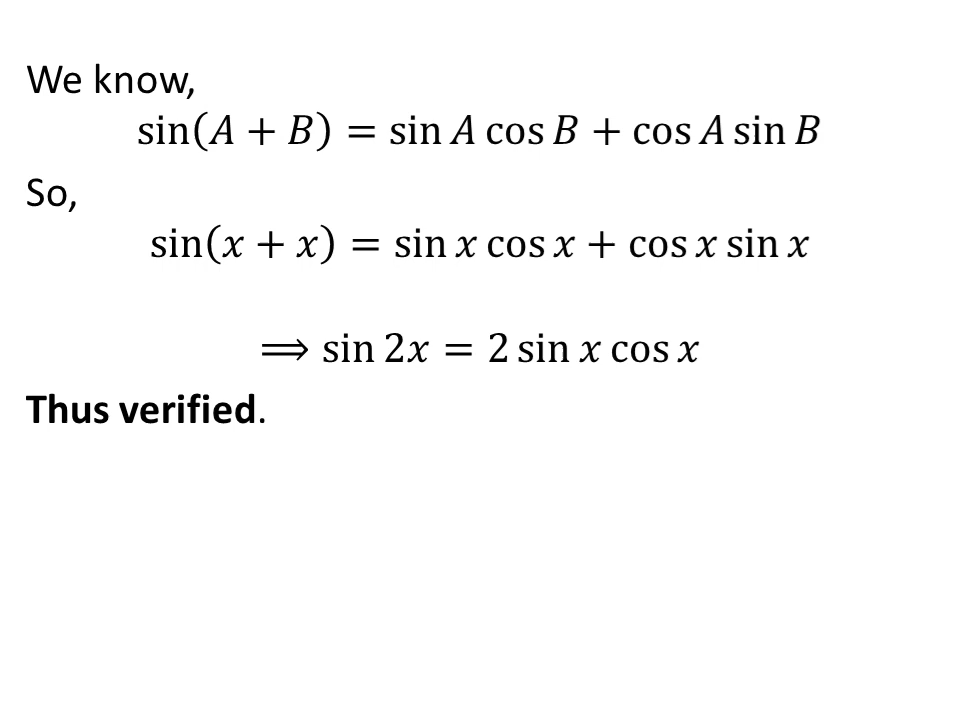 We know,
sin(A + B) = sin A cos B + cos A sin B
So,
sin(x + x) = sin x cos x + cos x sin x
⟹ sin 2x = 2 sin x cos x
Thus verified.